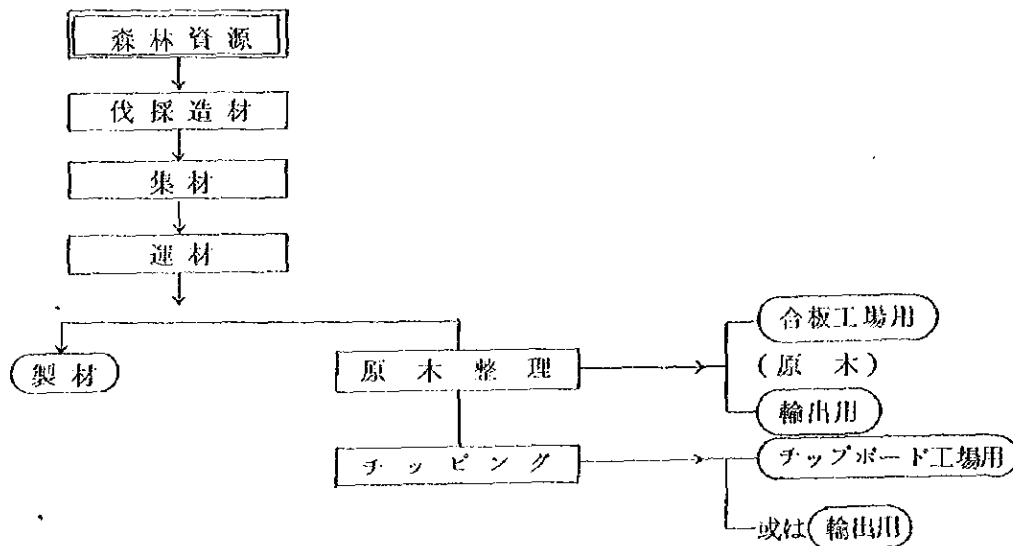 森林資源
伐採造材
集材
運材
製材
原木整理
合板工場用
(原木)
輸出用
チッピング
チップボード工場用
或は輸出用